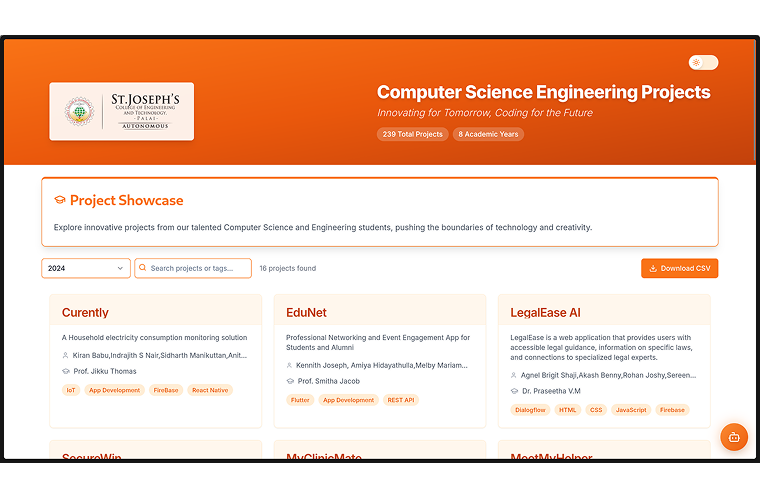 St.Joseph's
College of Engineering
and Technology,
- Palai -
AUTONOMOUS
Computer Science Engineering Projects
Innovating for Tomorrow, Coding for the Future
239 Total Projects
8 Academic Years
Project Showcase
Explore innovative projects from our talented Computer Science and Engineering students, pushing the boundaries of technology and creativity.
2024
Search projects or tags...
16 projects found
Download CSV
Curently
A Household electricity consumption monitoring solution
Kiran Babu,Indrajith S Nair,Sidharth Manikuttan,Anit...
Prof. Jikku Thomas
IoT
App Development
FireBase
React Native
EduNet
Professional Networking and Event Engagement App for
Students and Alumni
Kennith Joseph, Amiya Hidayathulla,Melby Mariam...
Prof. Smitha Jacob
Flutter
App Development
REST API
LegalEase AI
LegalEase is a web application that provides users with
accessible legal guidance, information on specific laws,
and connections to specialized legal experts.
Agnel Brigit Shaji,Akash Benny,Rohan Joshy,Sereen...
Dr. Praseetha V.M
Dialogflow
HTML
CSS
JavaScript
Firebase
SecureWin
MyClinicMate
MeetMyHelper